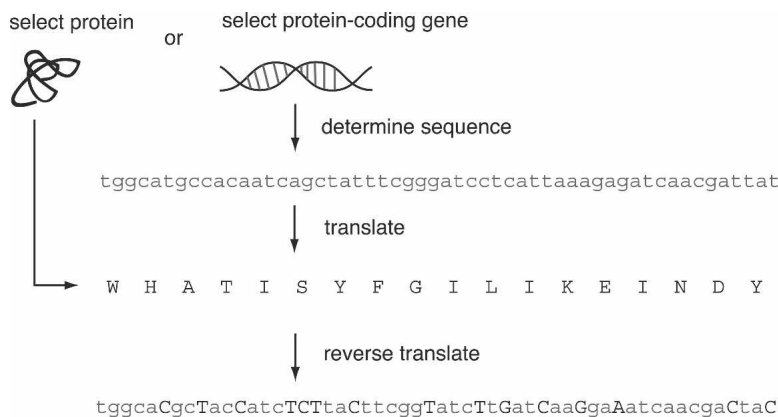 select protein
or
select protein-coding gene
determine sequence
tggcatgccacaatcagctatttcgggatcctcattaaagagatcaacgattat
translate
W H A T I S Y F G I L I K E I N D Y
reverse translate
tggcaCgcTacCatcTCTtaCttcggTatcTtGatCaaGgaAatcaacgaCtaC